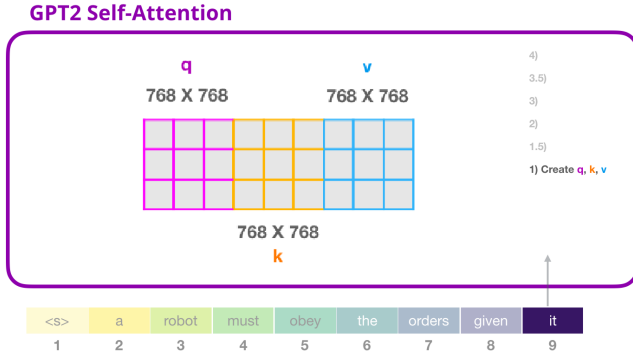 GPT2 Self-Attention
q
v
768 X 768
768 X 768
768 X 768
k
4)
3.5)
3)
2)
1.5)
1) Create q, k, v
<s> a robot must obey the orders given it
1 2 3 4 5 6 7 8 9